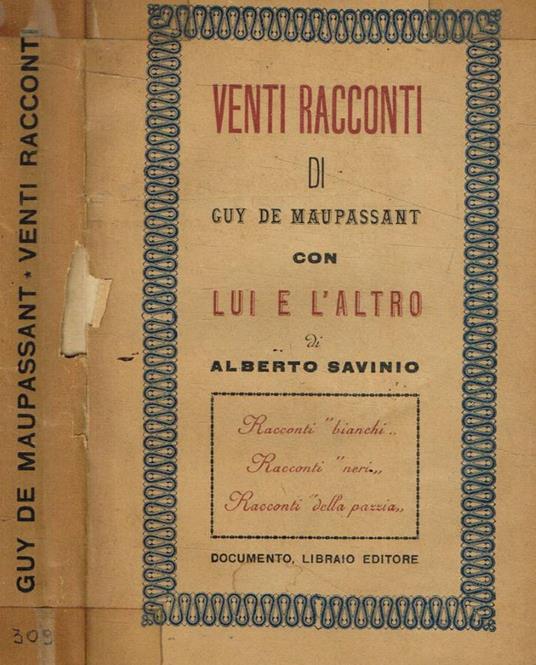 GUY DE MAUPASSANT * VENTI RACCONTI
309
VENTI RACCONTI
DI
GUY DE MAUPASSANT
CON
LUI E L'ALTRO
di
ALBERTO SAVINIO
Racconti "bianchi„
Racconti "neri„
Racconti "della pazzia„
DOCUMENTO, LIBRAIO EDITORE